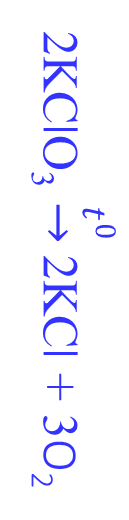 2KClO₃ →t⁰ 2KCl + 3O₂